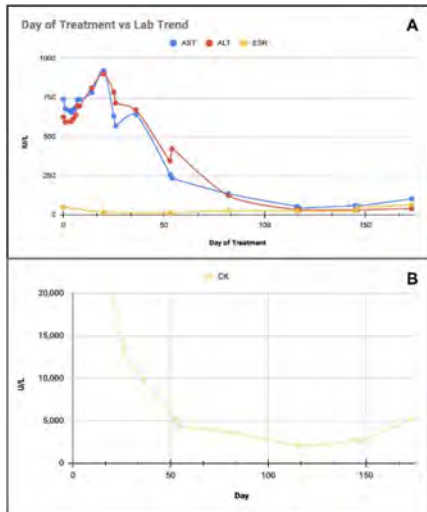 Day of Treatment vs Lab Trend A
AST ALT ESR
1000
750
500
250
0
U/L
0 50 100 150
Day of Treatment
B
CK
20,000
15,000
10,000
5,000
0
U/L
0 50 100 150
Day